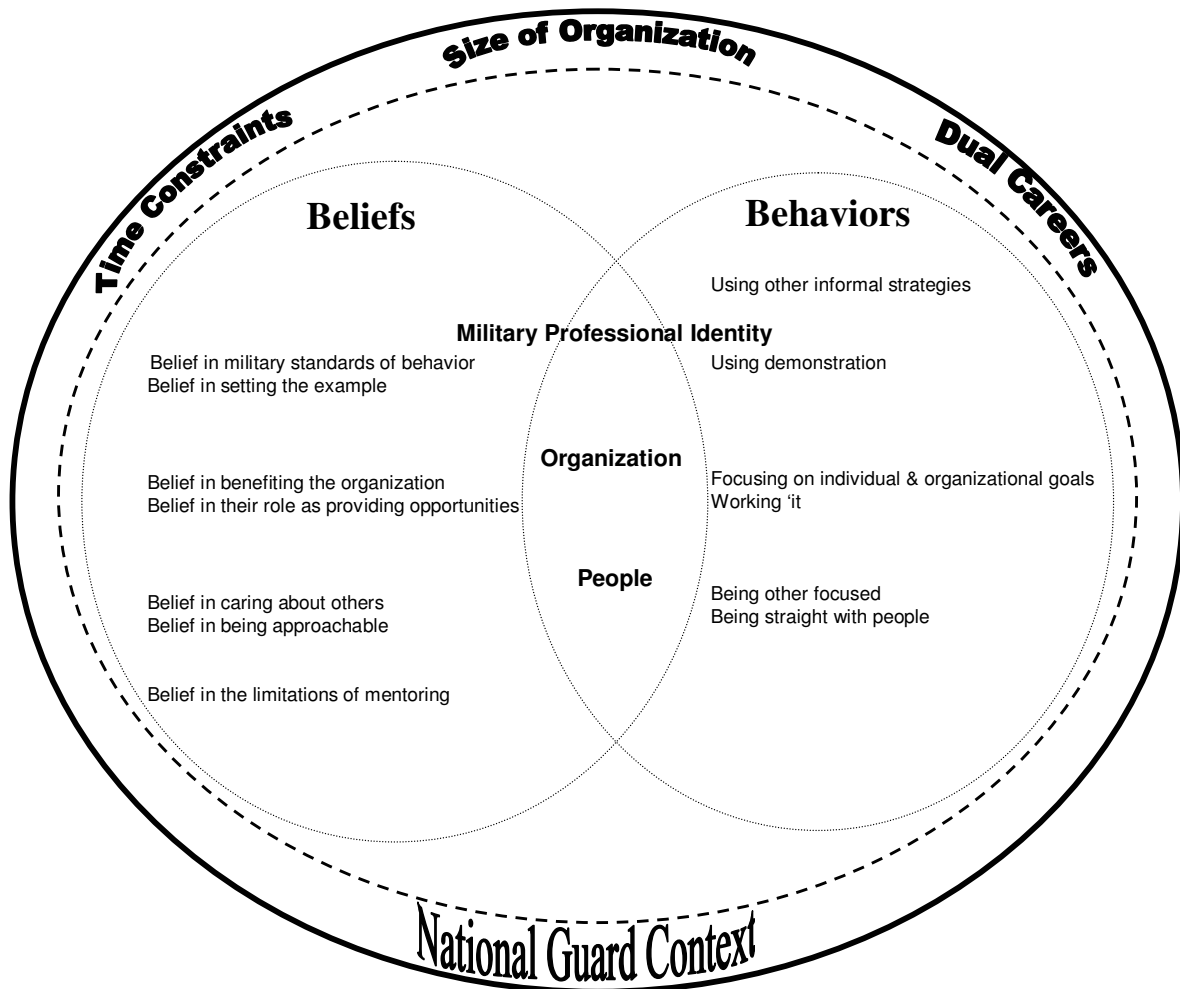 Size of Organization
Time Constraints
Dual Careers
Beliefs
Behaviors
Using other informal strategies
Military Professional Identity
Belief in military standards of behavior
Using demonstration
Belief in setting the example
Organization
Belief in benefiting the organization
Focusing on individual & organizational goals
Belief in their role as providing opportunities
Working ‘it
People
Belief in caring about others
Being other focused
Belief in being approachable
Being straight with people
Belief in the limitations of mentoring
National Guard Context